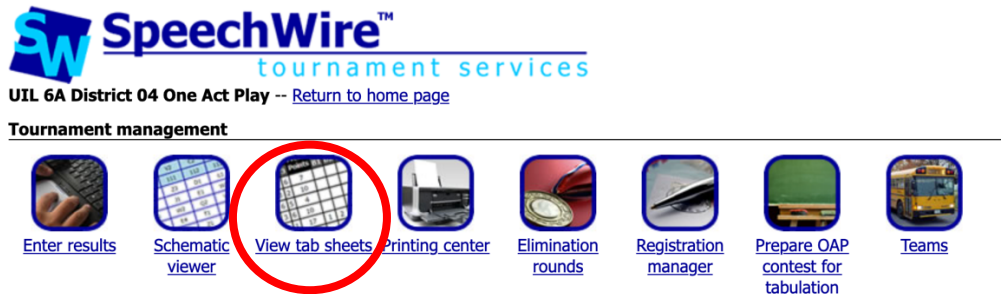 SW SpeechWire™
tournament services
UIL 6A District 04 One Act Play -- Return to home page
Tournament management
Enter results
Schematic
viewer
View tab sheets
Printing center
Elimination
rounds
Registration
manager
Prepare OAP
contest for
tabulation
Teams